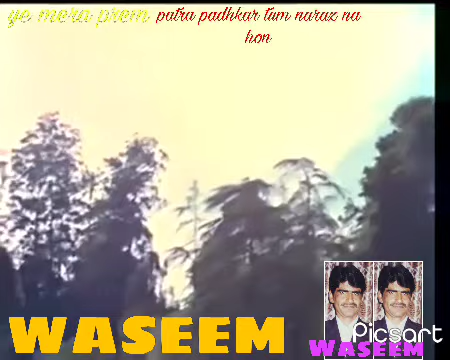 ye mera prem patra padhkar tum naraz na
hon
WASEEM
Picsart
WASEEM